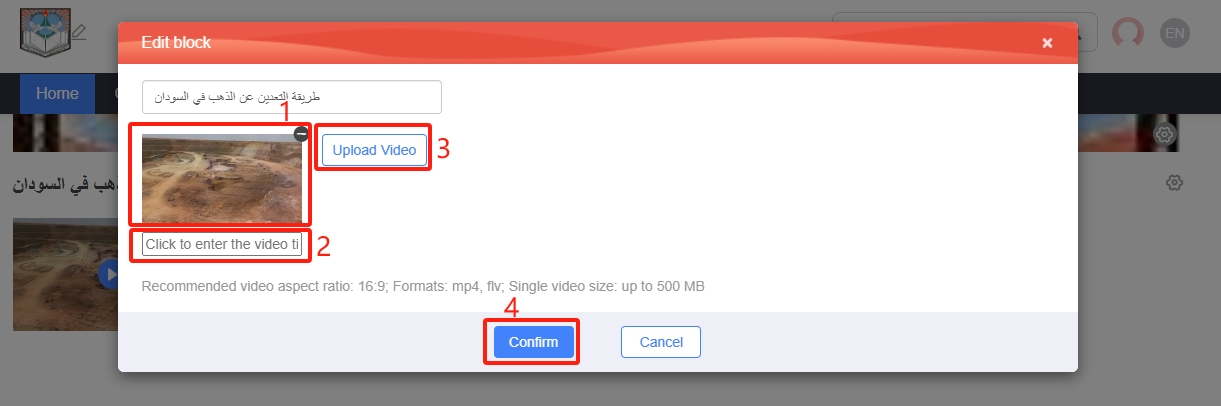 EN
Edit block
×
Home
طريقة التعدين عن الذهب في السودان
1
Upload Video
3
ذهب في السودان
Click to enter the video ti
2
Recommended video aspect ratio: 16:9; Formats: mp4, flv; Single video size: up to 500 MB
4
Confirm
Cancel